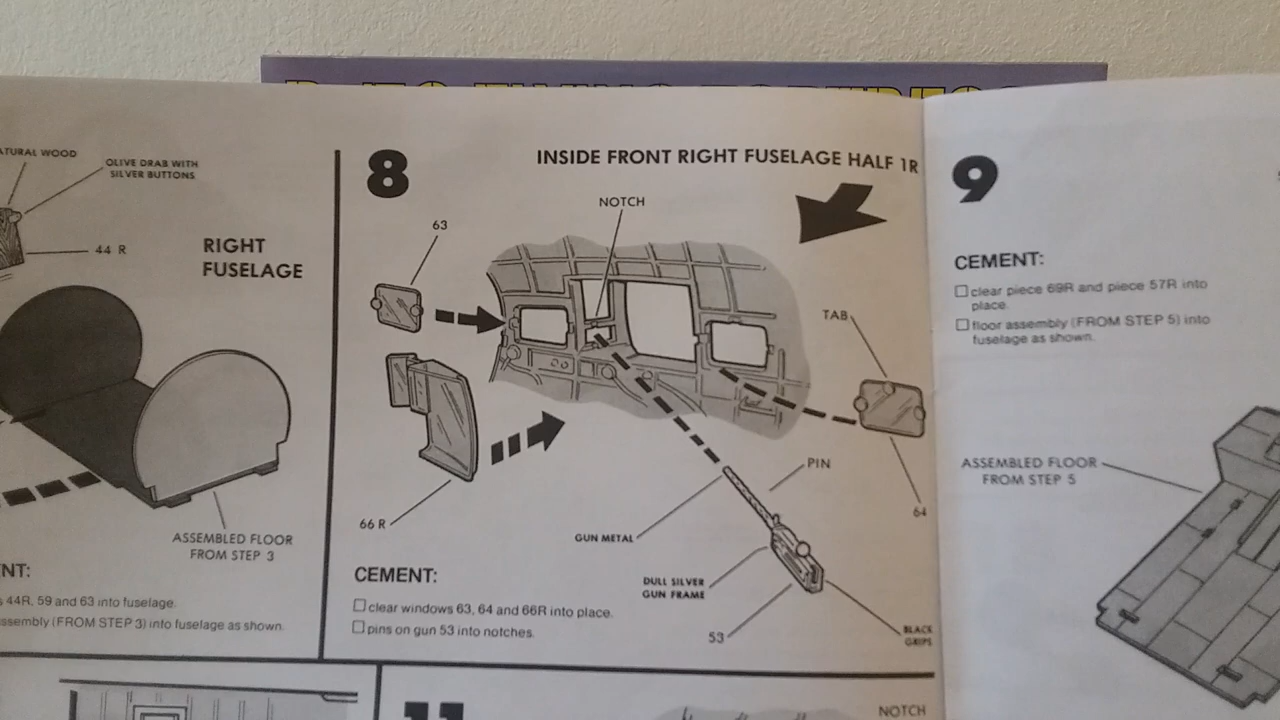 NATURAL WOOD
OLIVE DRAB WITH
SILVER BUTTONS
44 R
RIGHT
FUSELAGE
ASSEMBLED FLOOR
FROM STEP 3
44R, 59 and 63 into fuselage.
(FROM STEP 3) into fuselage as shown.
8
INSIDE FRONT RIGHT FUSELAGE HALF 1R
NOTCH
63
TAB
66 R
PIN
64
GUN METAL
DULL SILVER
GUN FRAME
53
BLACK
GRIPS
CEMENT:
clear windows 63, 64 and 66R into place.
pins on gun 53 into notches.
9
CEMENT:
clear piece 69R and piece 57R into
place.
floor assembly (FROM STEP 5) into
fuselage as shown.
ASSEMBLED FLOOR
FROM STEP 5
11
NOTCH